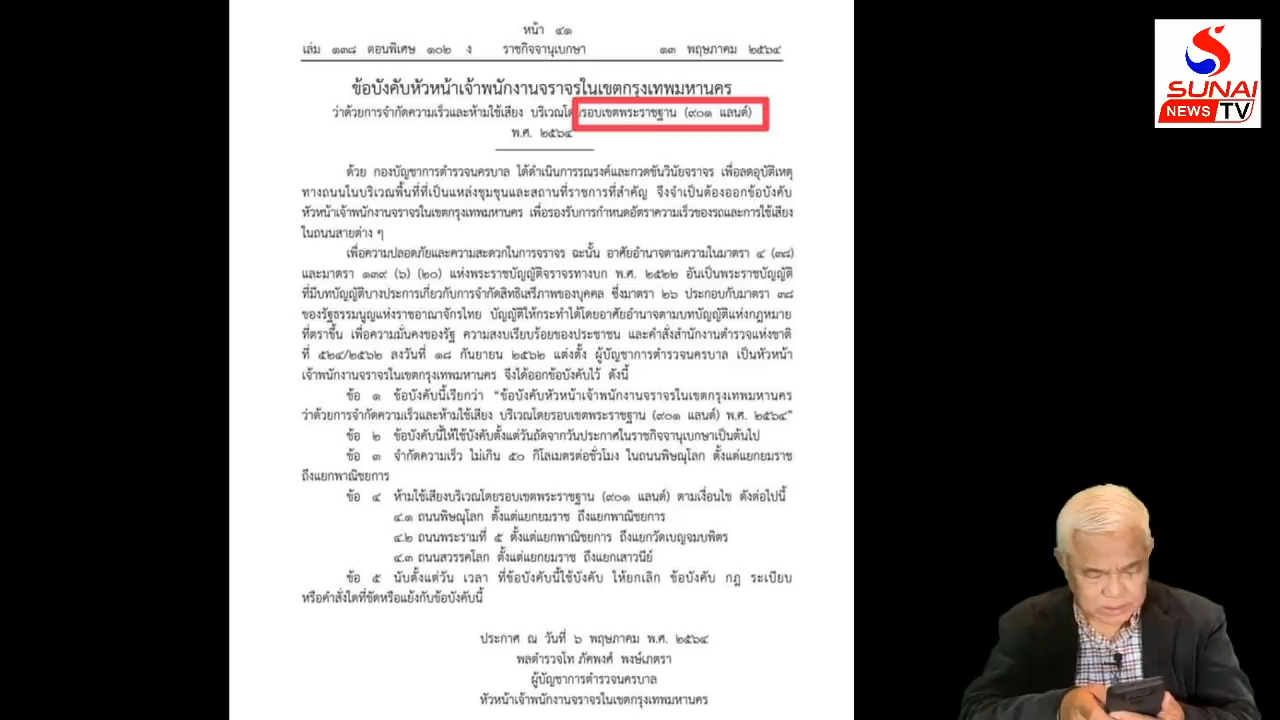 หน้า ๔๑
เล่ม ๑๓๘ ตอนพิเศษ ๑๐๒ ง ราชกิจจานุเบกษา ๑๓ พฤษภาคม ๒๕๖๔
ข้อบังคับหัวหน้าเจ้าพนักงานจราจรในเขตกรุงเทพมหานคร
ว่าด้วยการจำกัดความเร็วและห้ามใช้เสียง บริเวณโดยรอบเขตพระราชฐาน (๙๐๑ แลนด์)
พ.ศ. ๒๕๖๔
ด้วย กองบัญชาการตำรวจนครบาล ได้ดำเนินการรณรงค์และกวดขันวินัยจราจร เพื่อลดอุบัติเหตุ
ทางถนนในบริเวณพื้นที่ที่เป็นแหล่งชุมชุนและสถานที่ราชการที่สำคัญ จึงจำเป็นต้องออกข้อบังคับ
หัวหน้าเจ้าพนักงานจราจรในเขตกรุงเทพมหานคร เพื่อรองรับการกำหนดอัตราความเร็วของรถและการใช้เสียง
ในถนนสายต่าง ๆ
เพื่อความปลอดภัยและความสะดวกในการจราจร ฉะนั้น อาศัยอำนาจตามความในมาตรา ๔ (๓๘)
และมาตรา ๑๓๙ (๖) (๒๐) แห่งพระราชบัญญัติจราจรทางบก พ.ศ. ๒๕๒๒ อันเป็นพระราชบัญญัติ
ที่มีบทบัญญัติบางประการเกี่ยวกับการจำกัดสิทธิเสรีภาพของบุคคล ซึ่งมาตรา ๒๖ ประกอบกับมาตรา ๓๘
ของรัฐธรรมนูญแห่งราชอาณาจักรไทย บัญญัติให้กระทำได้โดยอาศัยอำนาจตามบทบัญญัติแห่งกฎหมาย
ที่ตราขึ้น เพื่อความมั่นคงของรัฐ ความสงบเรียบร้อยของประชาชน และคำสั่งสำนักงานตำรวจแห่งชาติ
ที่ ๕๒๔/๒๕๖๒ ลงวันที่ ๑๘ กันยายน ๒๕๖๒ แต่งตั้ง ผู้บัญชาการตำรวจนครบาล เป็นหัวหน้า
เจ้าพนักงานจราจรในเขตกรุงเทพมหานคร จึงได้ออกข้อบังคับไว้ ดังนี้
ข้อ ๑ ข้อบังคับนี้เรียกว่า “ข้อบังคับหัวหน้าเจ้าพนักงานจราจรในเขตกรุงเทพมหานคร
ว่าด้วยการจำกัดความเร็วและห้ามใช้เสียง บริเวณโดยรอบเขตพระราชฐาน (๙๐๑ แลนด์) พ.ศ. ๒๕๖๔”
ข้อ ๒ ข้อบังคับนี้ให้ใช้บังคับตั้งแต่วันถัดจากวันประกาศในราชกิจจานุเบกษาเป็นต้นไป
ข้อ ๓ จำกัดความเร็ว ไม่เกิน ๕๐ กิโลเมตรต่อชั่วโมง ในถนนพิษณุโลก ตั้งแต่แยกยมราช
ถึงแยกพาณิชยการ
ข้อ ๔ ห้ามใช้เสียงบริเวณโดยรอบเขตพระราชฐาน (๙๐๑ แลนด์) ตามเงื่อนไข ดังต่อไปนี้
๔.๑ ถนนพิษณุโลก ตั้งแต่แยกยมราช ถึงแยกพาณิชยการ
๔.๒ ถนนพระรามที่ ๕ ตั้งแต่แยกพาณิชยการ ถึงแยกวัดเบญจมบพิตร
๔.๓ ถนนสวรรคโลก ตั้งแต่แยกยมราช ถึงแยกเสาวนีย์
ข้อ ๕ นับตั้งแต่วัน เวลา ที่ข้อบังคับนี้ใช้บังคับ ให้ยกเลิก ข้อบังคับ กฎ ระเบียบ
หรือคำสั่งใดที่ขัดหรือแย้งกับข้อบังคับนี้
ประกาศ ณ วันที่ ๖ พฤษภาคม พ.ศ. ๒๕๖๔
พลตำรวจโท ภัคพงศ์ พงษ์เภตรา
ผู้บัญชาการตำรวจนครบาล
หัวหน้าเจ้าพนักงานจราจรในเขตกรุงเทพมหานคร
SUNAI
NEWS TV